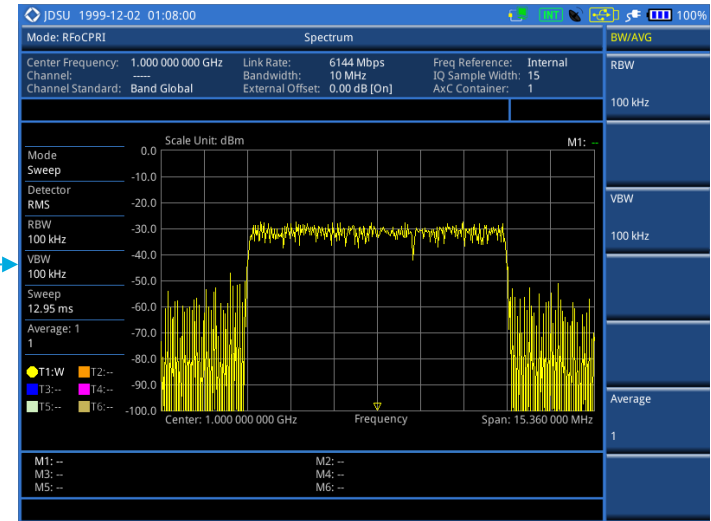 JDSU 1999-12-02 01:08:00 INT 100%
Mode: RFoCPRI Spectrum BW/AVG
Center Frequency: 1.000 000 000 GHz Link Rate: 6144 Mbps Freq Reference: Internal
Channel: ----- Bandwidth: 10 MHz IQ Sample Width: 15
Channel Standard: Band Global External Offset: 0.00 dB [On] AxC Container: 1
RBW
100 kHz
VBW
100 kHz
Average
1
Scale Unit: dBm M1: --
Mode
Sweep
Detector
RMS
RBW
100 kHz
VBW
100 kHz
Sweep
12.95 ms
Average: 1
1
T1:W T2:--
T3:-- T4:--
T5:-- T6:--
0.0
-10.0
-20.0
-30.0
-40.0
-50.0
-60.0
-70.0
-80.0
-90.0
-100.0
Center: 1.000 000 000 GHz Frequency Span: 15.360 000 MHz
M1: -- M2: --
M3: -- M4: --
M5: -- M6: --